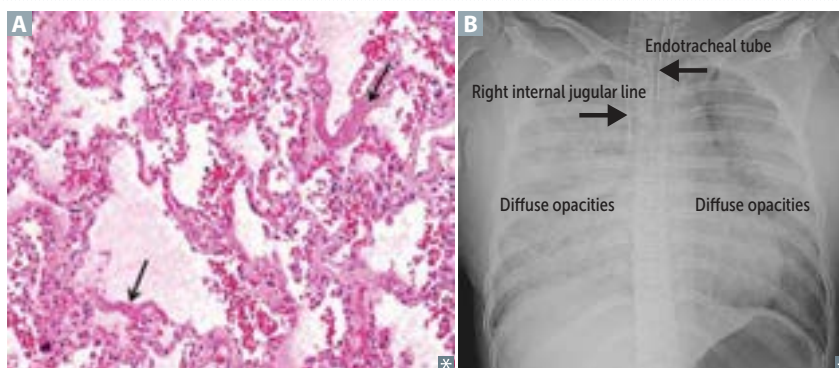 A
B
Endotracheal tube
Right internal jugular line
Diffuse opacities
Diffuse opacities